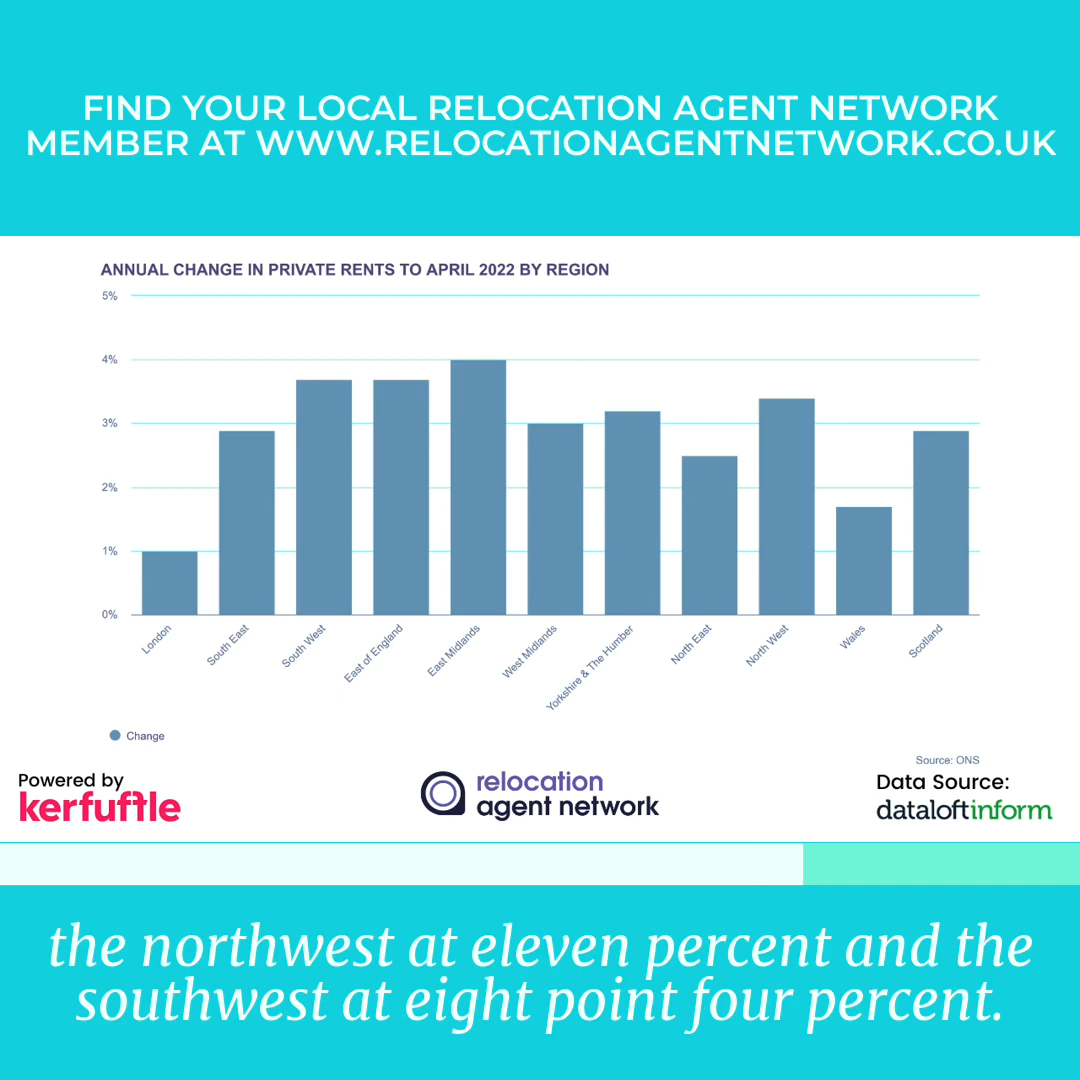 FIND YOUR LOCAL RELOCATION AGENT NETWORK
MEMBER AT WWW.RELOCATIONAGENTNETWORK.CO.UK
ANNUAL CHANGE IN PRIVATE RENTS TO APRIL 2022 BY REGION
5%
4%
3%
2%
1%
0%
London
South East
South West
East of England
East Midlands
West Midlands
Yorkshire & The Humber
North East
North West
Wales
Scotland
Change
Source: ONS
Powered by
kerfuffle
relocation
agent network
Data Source:
dataloftinform
the northwest at eleven percent and the
southwest at eight point four percent.